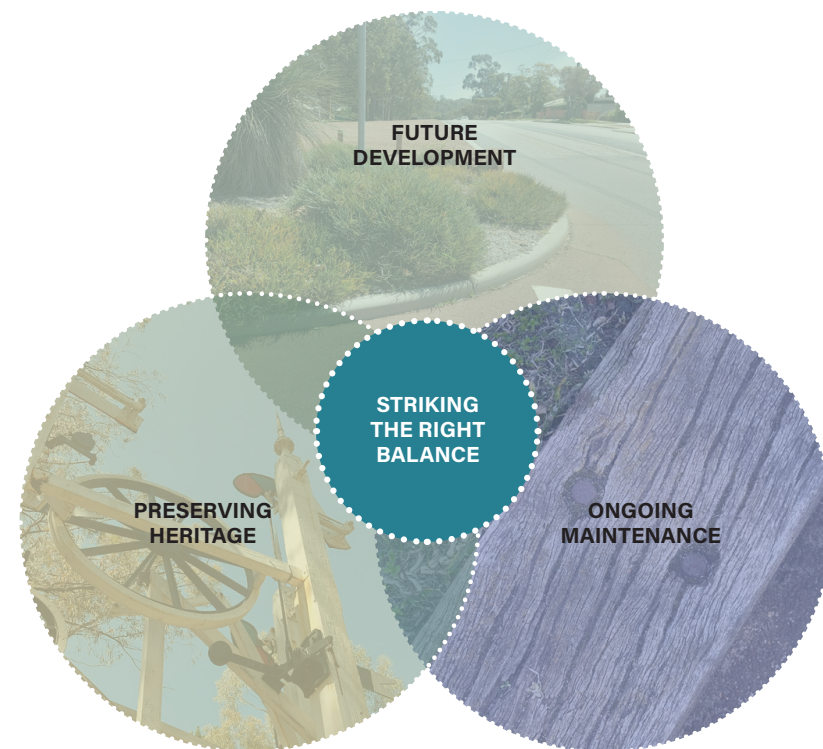 FUTURE
DEVELOPMENT
STRIKING
THE RIGHT
BALANCE
PRESERVING
HERITAGE
ONGOING
MAINTENANCE